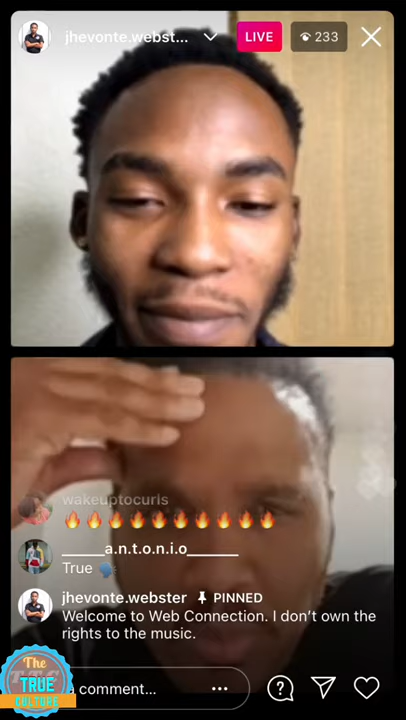 jhevonte.webst...
LIVE
233
wakeuptocurls
_____a.n.t.o.n.i.o______
True
jhevonte.webster PINNED
Welcome to Web Connection. I don't own the
rights to the music.
comment...
The
TRUE
CULTURE